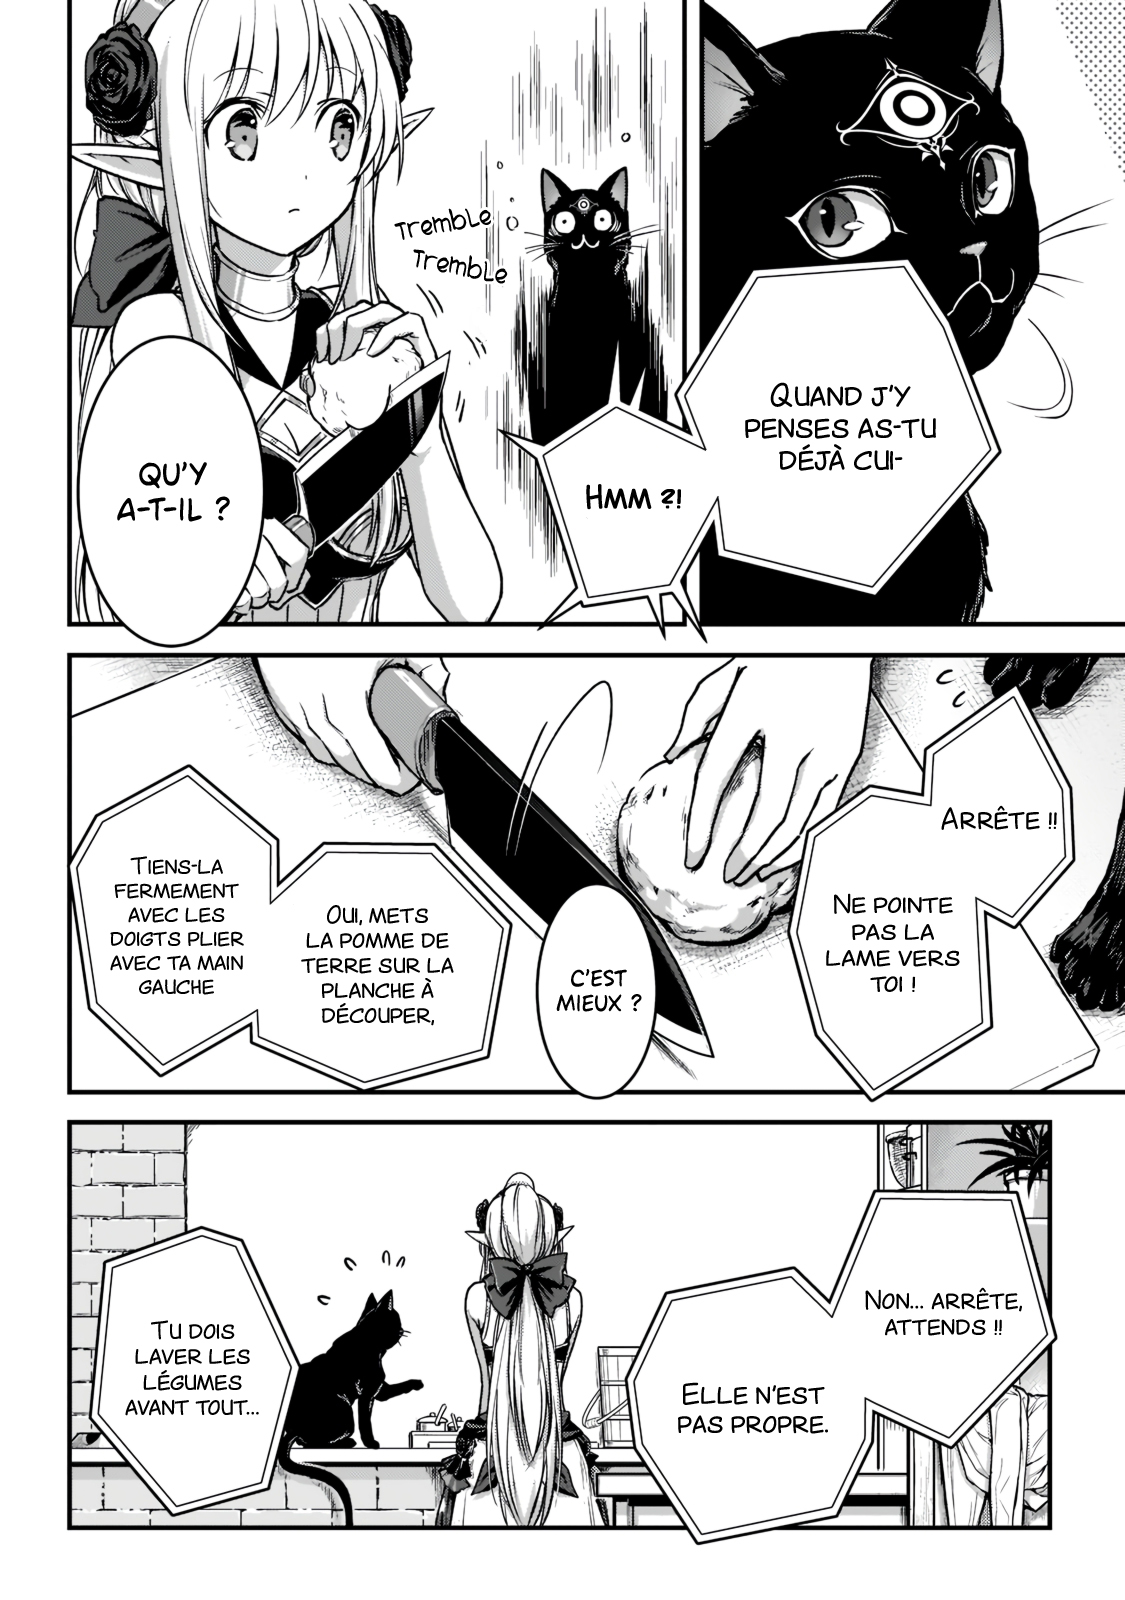 QUAND J'Y
PENSES AS-TU
DÉJÀ CUI-
HMM ?!
TREMBLE
TREMBLE
QU'Y
A-T-IL ?
ARRÊTE !!
NE POINTE
PAS LA
LAME VERS
TOI !
C'EST
MIEUX ?
OUI, METS
LA POMME DE
TERRE SUR LA
PLANCHE À
DÉCOUPER,
TIENS-LA
FERMEMENT
AVEC LES
DOIGTS PLIER
AVEC TA MAIN
GAUCHE
NON... ARRÊTE,
ATTENDS !!
ELLE N'EST
PAS PROPRE.
TU DOIS
LAVER LES
LÉGUMES
AVANT TOUT...